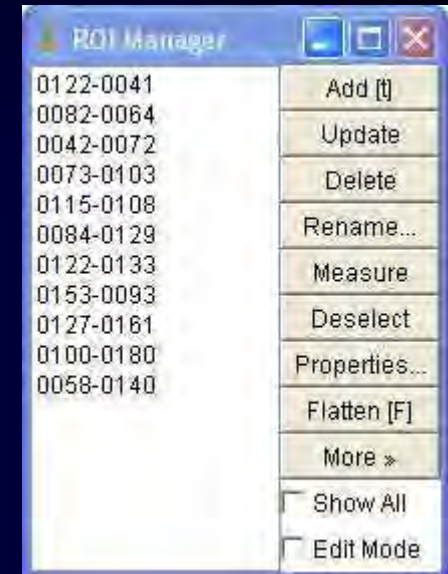 ROI Manager
0122-0041
0082-0064
0042-0072
0073-0103
0115-0108
0084-0129
0122-0133
0153-0093
0127-0161
0100-0180
0058-0140
Add [t]
Update
Delete
Rename...
Measure
Deselect
Properties...
Flatten [F]
More »
Show All
Edit Mode